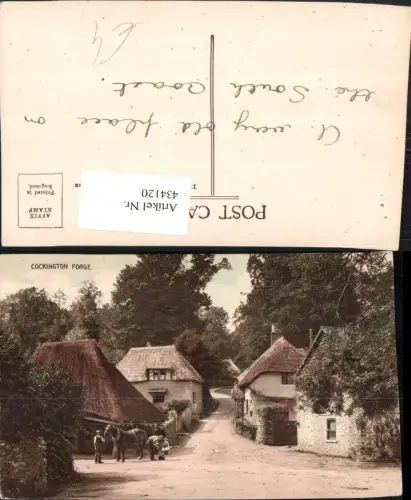 A very old place on
the South Coast
64
POST CA
AFFIX
STAMP
Printed in
England.
Artikel Nr.
434120
COCKINGTON FORGE